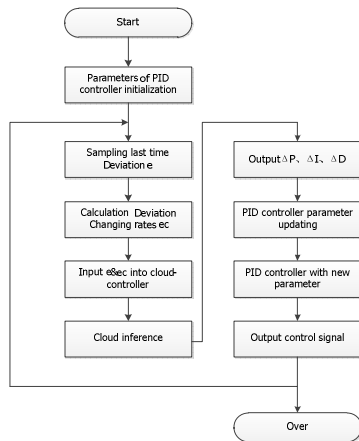 Start
Parameters of PID
controller initialization
Sampling last time
Deviation e
Calculation Deviation
Changing rates ec
Input e&ec into cloud-
controller
Cloud inference
Output ΔP、ΔI、ΔD
PID controller parameter
updating
PID controller with new
parameter
Output control signal
Over